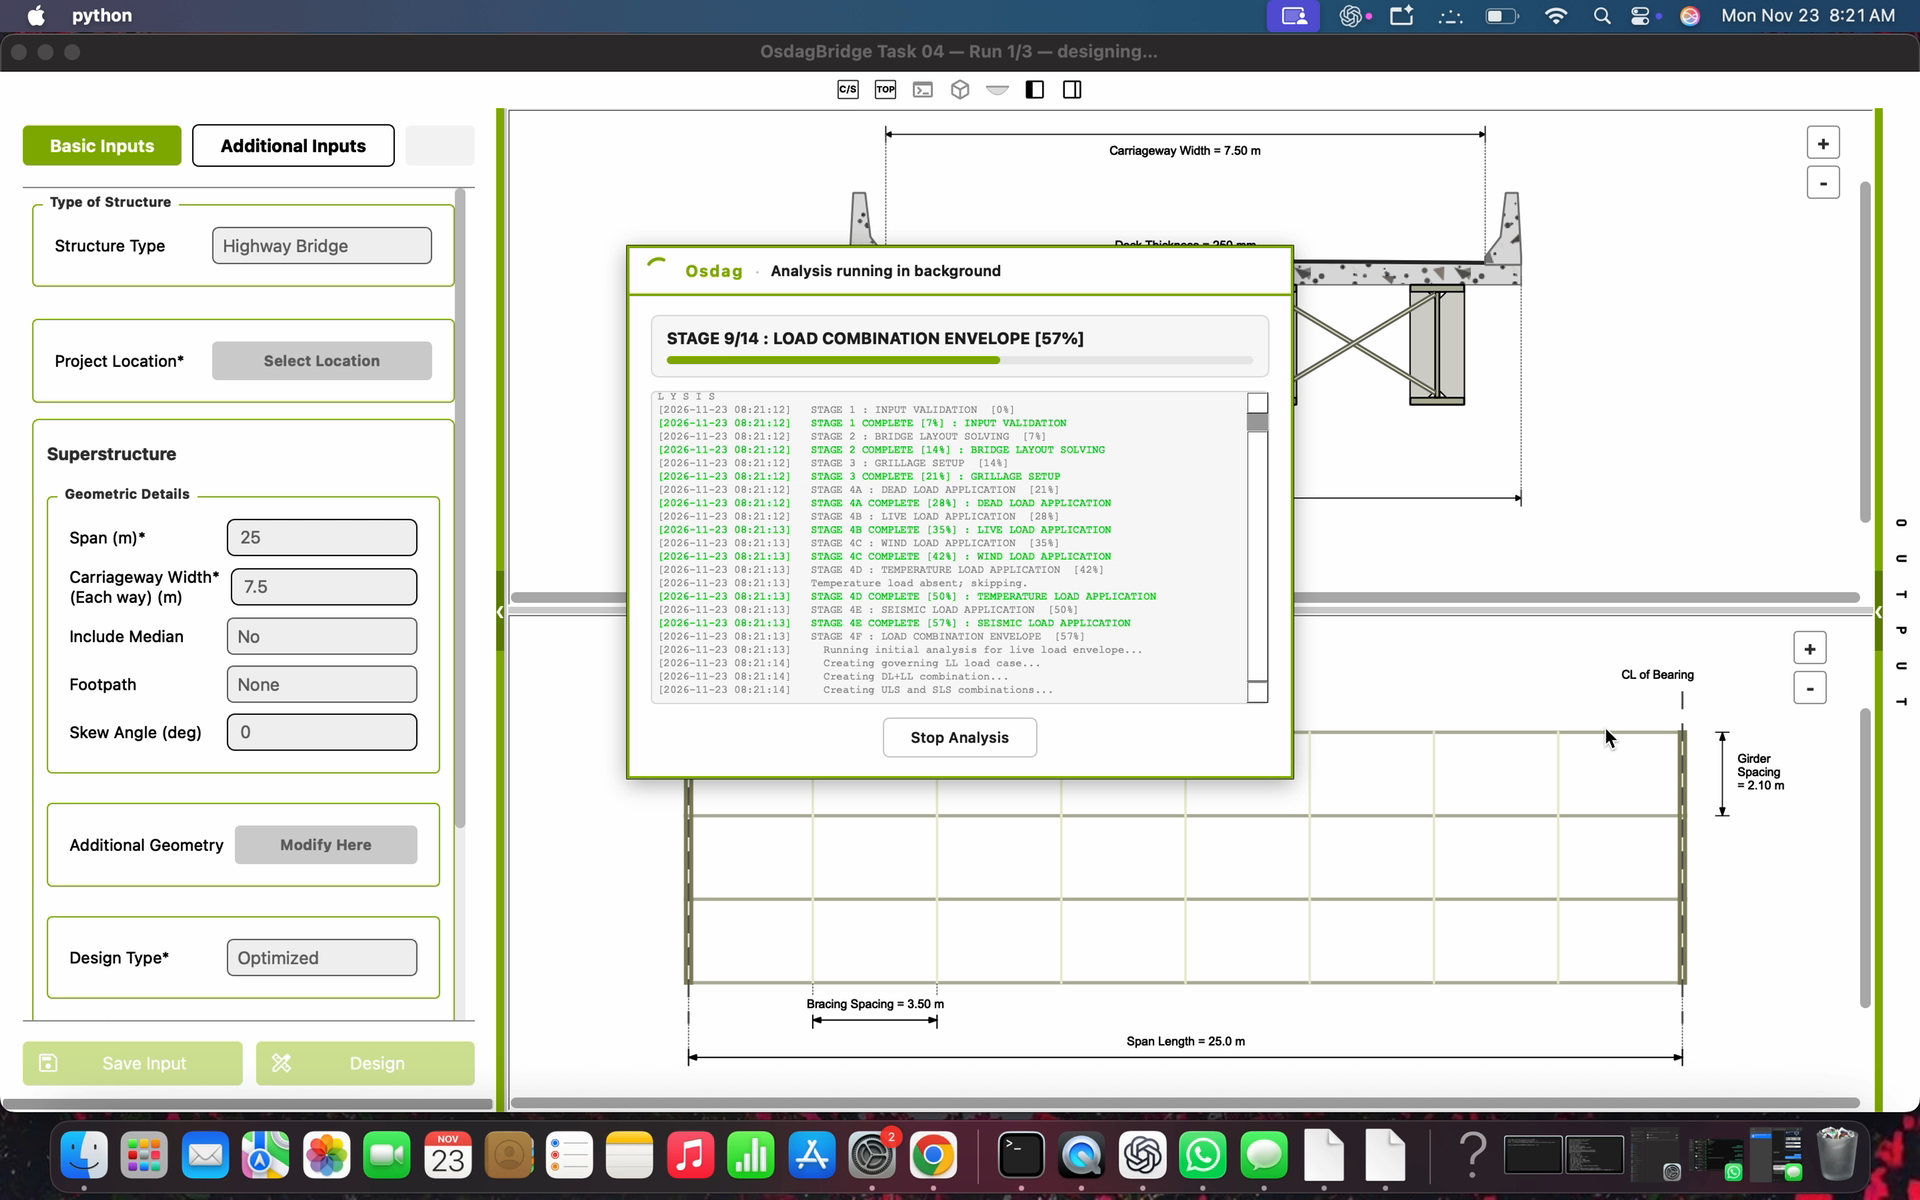 python
Mon Nov 23 8:21 AM
OsdagBridge Task 04 — Run 1/3 — designing...
C/S
TOP
Basic Inputs
Additional Inputs
Type of Structure
Structure Type
Highway Bridge
Project Location*
Select Location
Superstructure
Geometric Details
Span (m)*
25
Carriageway Width*
(Each way) (m)
7.5
Include Median
No
Footpath
None
Skew Angle (deg)
0
Additional Geometry
Modify Here
Design Type*
Optimized
Save Input
Design
Carriageway Width = 7.50 m
Deck Thickness = 250 mm
+
-
Osdag · Analysis running in background
STAGE 9/14 : LOAD COMBINATION ENVELOPE [57%]
L Y S I S
[2026-11-23 08:21:12] STAGE 1 : INPUT VALIDATION [0%]
[2026-11-23 08:21:12] STAGE 1 COMPLETE [7%] : INPUT VALIDATION
[2026-11-23 08:21:12] STAGE 2 : BRIDGE LAYOUT SOLVING [7%]
[2026-11-23 08:21:12] STAGE 2 COMPLETE [14%] : BRIDGE LAYOUT SOLVING
[2026-11-23 08:21:12] STAGE 3 : GRILLAGE SETUP [14%]
[2026-11-23 08:21:12] STAGE 3 COMPLETE [21%] : GRILLAGE SETUP
[2026-11-23 08:21:12] STAGE 4A : DEAD LOAD APPLICATION [21%]
[2026-11-23 08:21:12] STAGE 4A COMPLETE [28%] : DEAD LOAD APPLICATION
[2026-11-23 08:21:12] STAGE 4B : LIVE LOAD APPLICATION [28%]
[2026-11-23 08:21:13] STAGE 4B COMPLETE [35%] : LIVE LOAD APPLICATION
[2026-11-23 08:21:13] STAGE 4C : WIND LOAD APPLICATION [35%]
[2026-11-23 08:21:13] STAGE 4C COMPLETE [42%] : WIND LOAD APPLICATION
[2026-11-23 08:21:13] STAGE 4D : TEMPERATURE LOAD APPLICATION [42%]
[2026-11-23 08:21:13] Temperature load absent; skipping.
[2026-11-23 08:21:13] STAGE 4D COMPLETE [50%] : TEMPERATURE LOAD APPLICATION
[2026-11-23 08:21:13] STAGE 4E : SEISMIC LOAD APPLICATION [50%]
[2026-11-23 08:21:13] STAGE 4E COMPLETE [57%] : SEISMIC LOAD APPLICATION
[2026-11-23 08:21:13] STAGE 4F : LOAD COMBINATION ENVELOPE [57%]
[2026-11-23 08:21:13] Running initial analysis for live load envelope...
[2026-11-23 08:21:14] Creating governing LL load case...
[2026-11-23 08:21:14] Creating DL+LL combination...
[2026-11-23 08:21:14] Creating ULS and SLS combinations...
Stop Analysis
+
-
CL of Bearing
Girder
Spacing
= 2.10 m
Bracing Spacing = 3.50 m
Span Length = 25.0 m
O
U
T
P
U
T
NOV
23
2